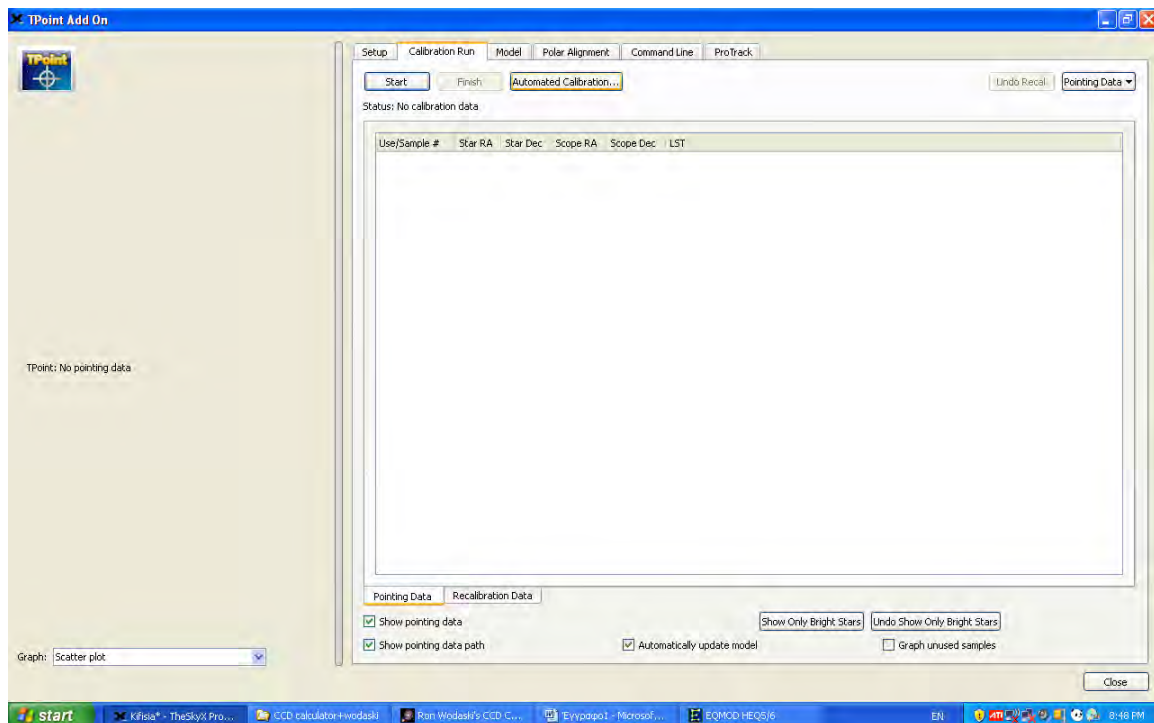 TPoint Add On
TPoint
Setup Calibration Run Model Polar Alignment Command Line ProTrack
Start Finish Automated Calibration... Undo Recal Pointing Data
Status: No calibration data
Use/Sample # Star RA Star Dec Scope RA Scope Dec LST
TPoint: No pointing data
Pointing Data Recalibration Data
Show pointing data Show Only Bright Stars Undo Show Only Bright Stars
Show pointing data path Automatically update model Graph unused samples
Graph: Scatter plot
Close
start Kifisia* - TheSkyX Pro... CCD calculator+wodaski Run Wodaski's CCD C... Έγγραφο1 - Microsof... EQMOD HEQ5/6 EN ATI 8:48 PM